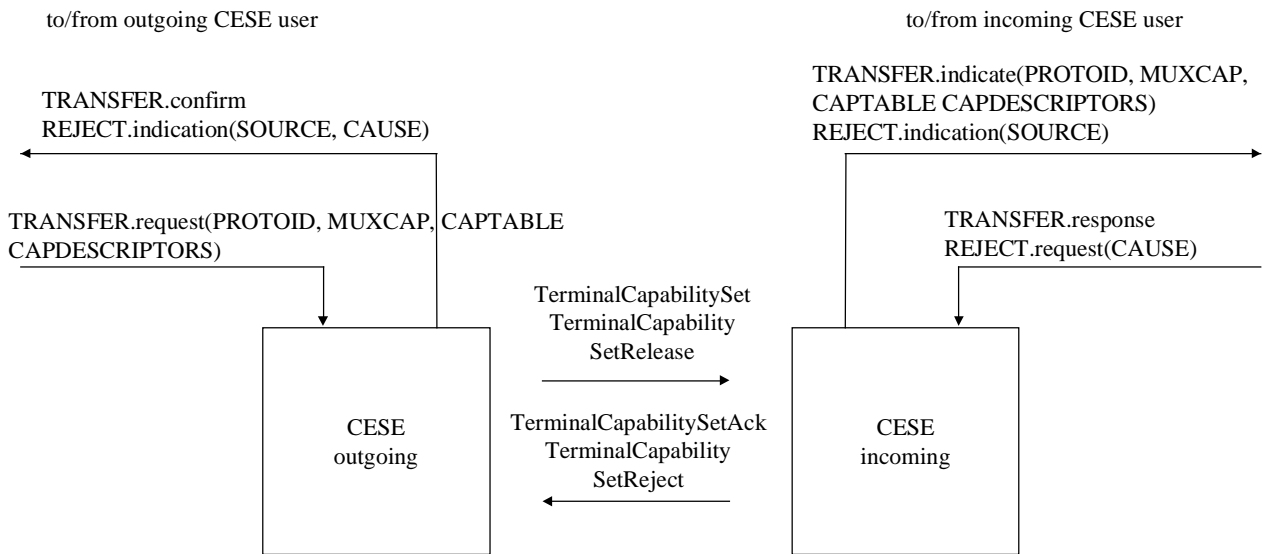 to/from outgoing CESE user
to/from incoming CESE user
TRANSFER.confirm
REJECT.indication(SOURCE, CAUSE)
TRANSFER.indicate(PROTOID, MUXCAP,
CAPTABLE CAPDESCRIPTORS)
REJECT.indication(SOURCE)
TRANSFER.request(PROTOID, MUXCAP, CAPTABLE
CAPDESCRIPTORS)
TRANSFER.response
REJECT.request(CAUSE)
TerminalCapabilitySet
TerminalCapability
SetRelease
CESE
outgoing
TerminalCapabilitySetAck
TerminalCapability
SetReject
CESE
incoming